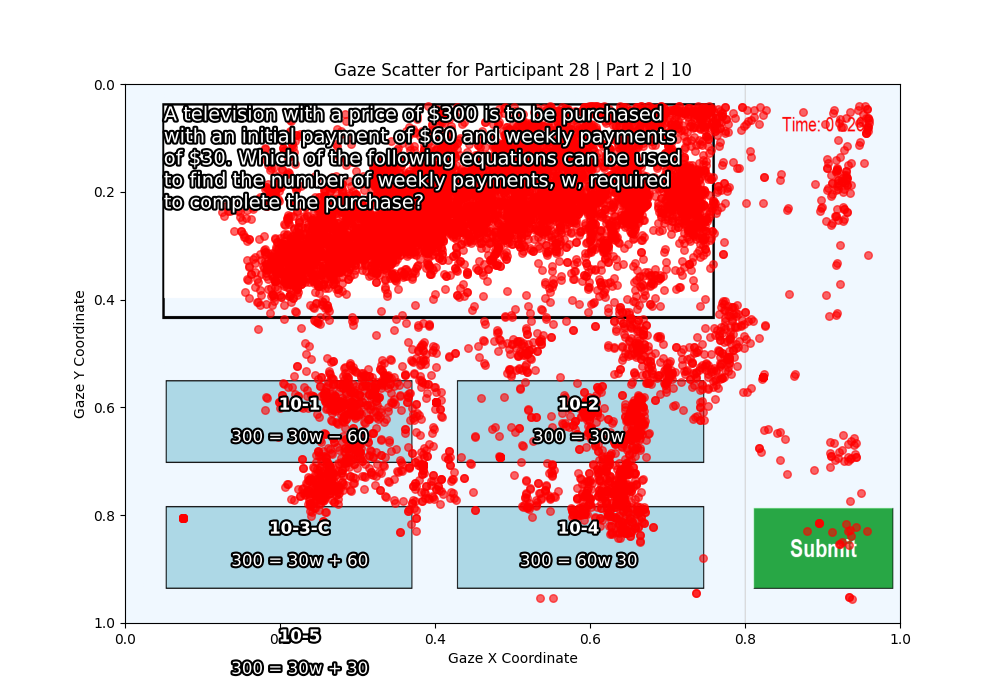 Gaze Scatter for Participant 28 | Part 2 | 10
A television with a price of $300 is to be purchased
with an initial payment of $60 and weekly payments
of $30. Which of the following equations can be used
to find the number of weekly payments, w, required
to complete the purchase?
Time:
10-1
300 = 30w − 60
10-2
300 = 30w
10-3-C
300 = 30w + 60
10-4
300 = 60w 30
Submit
10-5
300 = 30w + 30
0.0
0.2
0.4
0.6
0.8
1.0
0.0
0.4
0.6
0.8
1.0
Gaze X Coordinate
Gaze Y Coordinate